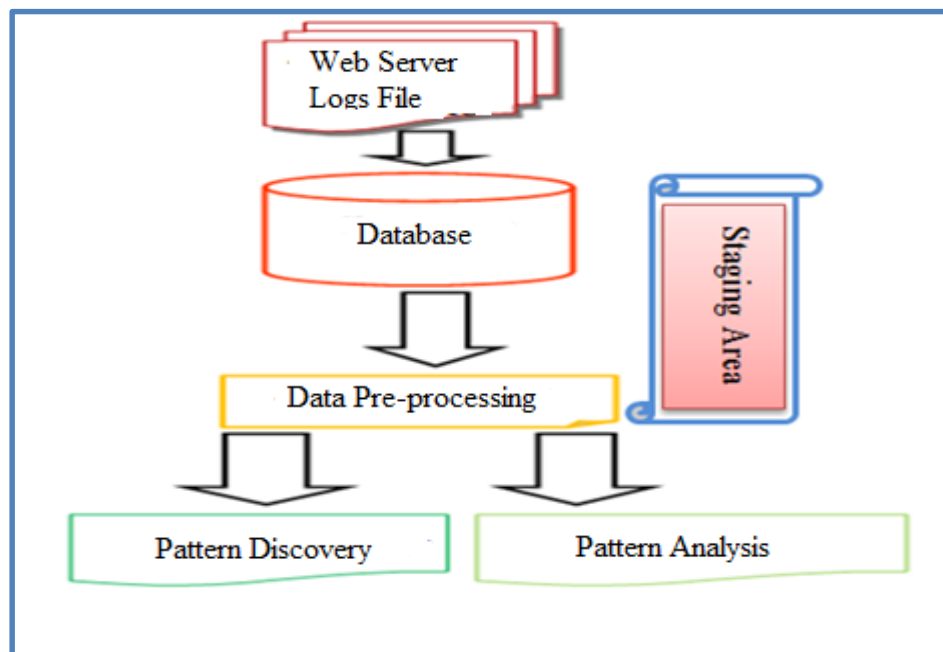 Web Server
Logs File
Database
Staging Area
Data Pre-processing
Pattern Discovery
Pattern Analysis